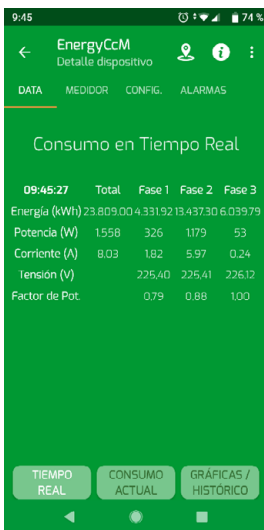 9:45 74 %
EnergyCcM
Detalle dispositivo
DATA MEDIDOR CONFIG. ALARMAS
Consumo en Tiempo Real
09:45:27 Total Fase 1 Fase 2 Fase 3
Energía (kWh) 23.809.00 4.331.92 13.437.30 6.039.79
Potencia (W) 1.558 326 1.179 53
Corriente (A) 8.03 1.82 5.97 0.24
Tensión (V) 225,40 225,41 226,12
Factor de Pot. 0.79 0.88 1.00
TIEMPO REAL CONSUMO ACTUAL GRÁFICAS / HISTÓRICO